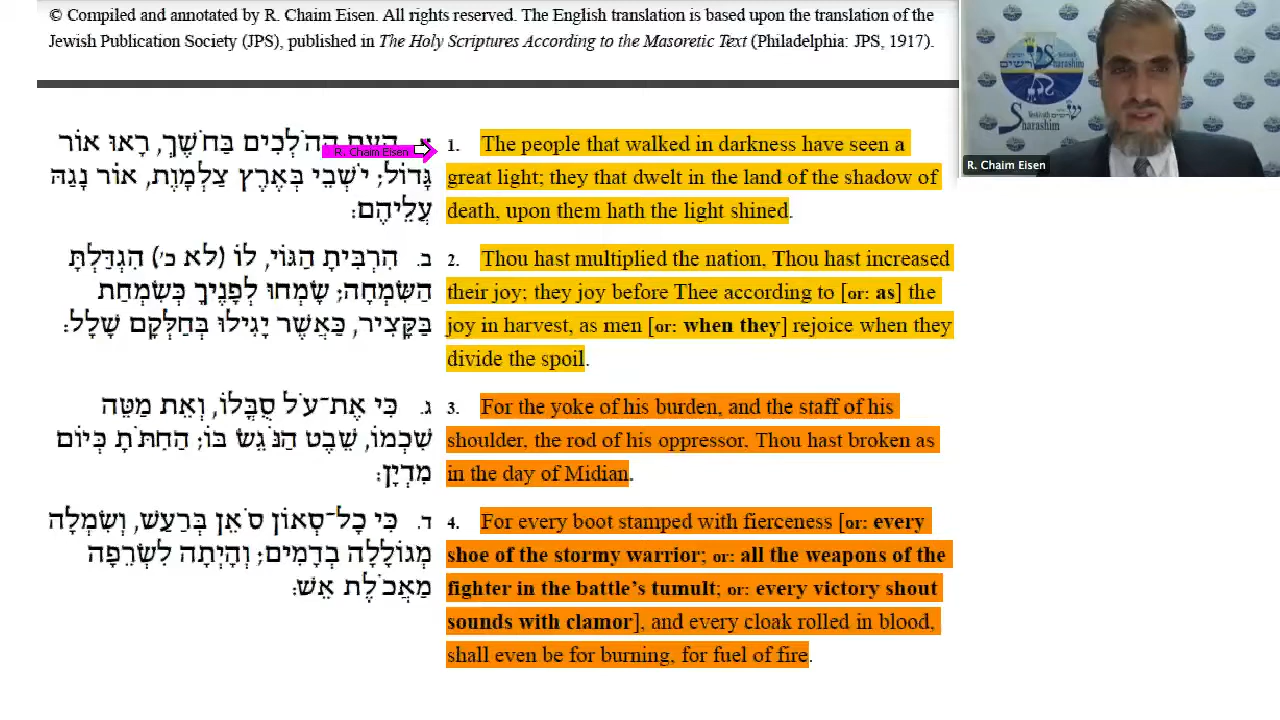 © Compiled and annotated by R. Chaim Eisen. All rights reserved. The English translation is based upon the translation of the
Jewish Publication Society (JPS), published in The Holy Scriptures According to the Masoretic Text (Philadelphia: JPS, 1917).
הַהֹלְכִים בַּחֹשֶׁךְ, רָאוּ אוֹר
גָּדוֹל; יֹשְׁבֵי בְּאֶרֶץ צַלְמָוֶת, אוֹר נָגַהּ
עֲלֵיהֶם:
R. Chaim Eisen
1. The people that walked in darkness have seen a
great light; they that dwelt in the land of the shadow of
death, upon them hath the light shined.
ב. הִרְבִּיתָ הַגּוֹי, לוֹ (לא כ׳) הִגְדַּלְתָּ
הַשִּׂמְחָה; שָׂמְחוּ לְפָנֶיךָ כְּשִׂמְחַת
בַּקָּצִיר, כַּאֲשֶׁר יָגִילוּ בְּחַלְּקָם שָׁלָל:
2. Thou hast multiplied the nation, Thou hast increased
their joy; they joy before Thee according to [or: as] the
joy in harvest, as men [or: when they] rejoice when they
divide the spoil.
ג. כִּי אֶת־עֹל סֻבֳּלוֹ, וְאֵת מַטֵּה
שִׁכְמוֹ, שֵׁבֶט הַנֹּגֵשׂ בּוֹ; הַחִתֹּתָ כְּיוֹם
מִדְיָן:
3. For the yoke of his burden, and the staff of his
shoulder, the rod of his oppressor, Thou hast broken as
in the day of Midian.
ד. כִּי כָל־סְאוֹן סֹאֵן בְּרַעַשׁ, וְשִׂמְלָה
מְגוֹלָלָה בְדָמִים; וְהָיְתָה לִשְׂרֵפָה
מַאֲכֹלֶת אֵשׁ:
4. For every boot stamped with fierceness [or: every
shoe of the stormy warrior; or: all the weapons of the
fighter in the battle’s tumult; or: every victory shout
sounds with clamor], and every cloak rolled in blood,
shall even be for burning, for fuel of fire.
שרשים
Sharashim
Sharashim
R. Chaim Eisen